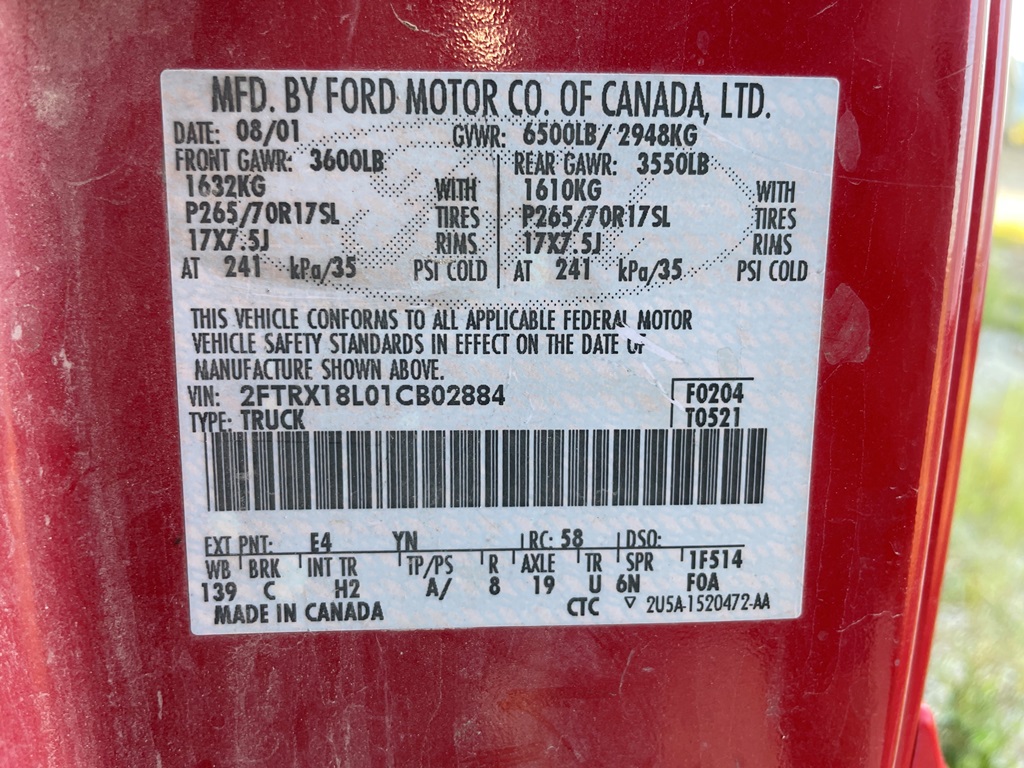 MFD. BY FORD MOTOR CO. OF CANADA, LTD.
DATE: 08/01 GVWR: 6500LB/ 2948KG
FRONT GAWR: 3600LB REAR GAWR: 3550LB
1632KG WITH 1610KG WITH
P265/70R17SL TIRES P265/70R17SL TIRES
17X7.5J RIMS 17X7.5J RIMS
AT 241 kPa/35 PSI COLD AT 241 kPa/35 PSI COLD
THIS VEHICLE CONFORMS TO ALL APPLICABLE FEDERAL MOTOR
VEHICLE SAFETY STANDARDS IN EFFECT ON THE DATE OF
MANUFACTURE SHOWN ABOVE.
VIN: 2FTRX18L01CB02884 F0204
TYPE: TRUCK T0521
EXT PNT: E4 YN RC: 58 DSO:
WB BRK INT TR TP/PS R AXLE TR SPR 1F514
139 C H2 A/ 8 19 U 6N F0A
MADE IN CANADA CTC ▽ 2U5A-1520472-AA